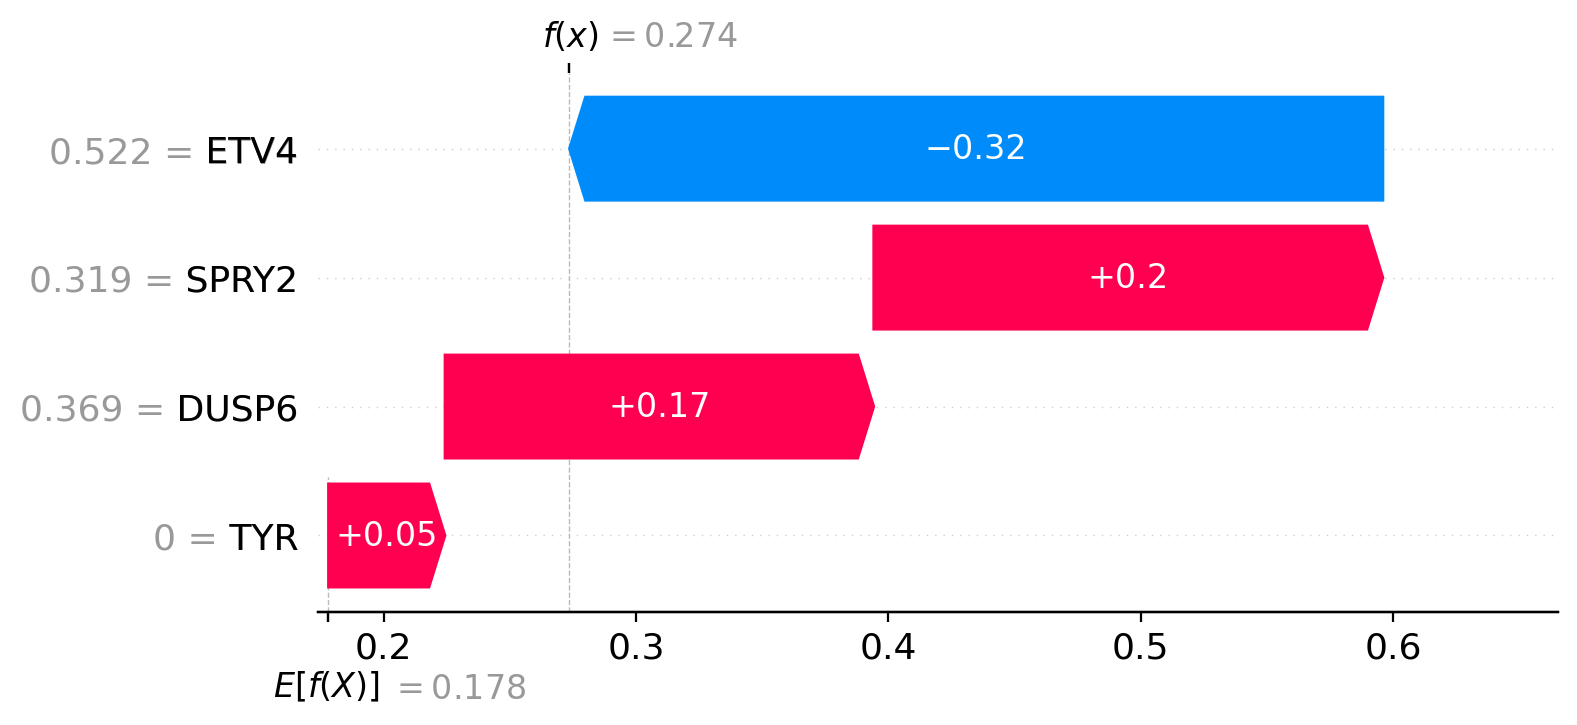 f(x) = 0.274
0.522 = ETV4 −0.32
0.319 = SPRY2 +0.2
0.369 = DUSP6 +0.17
0 = TYR +0.05
0.2 0.3 0.4 0.5 0.6
E[f(X)] = 0.178